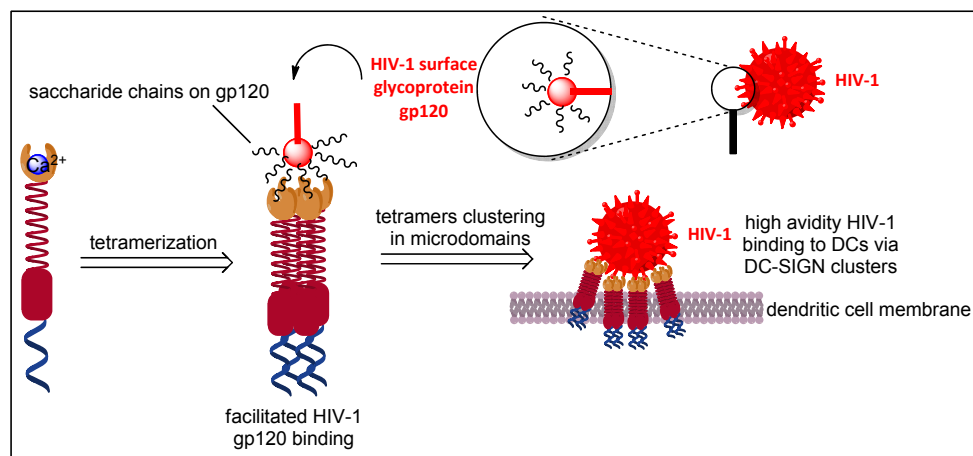 saccharide chains on gp120
HIV-1 surface
glycoprotein
gp120
HIV-1
Ca2+
tetramerization
tetramers clustering
in microdomains
HIV-1
high avidity HIV-1
binding to DCs via
DC-SIGN clusters
dendritic cell membrane
facilitated HIV-1
gp120 binding